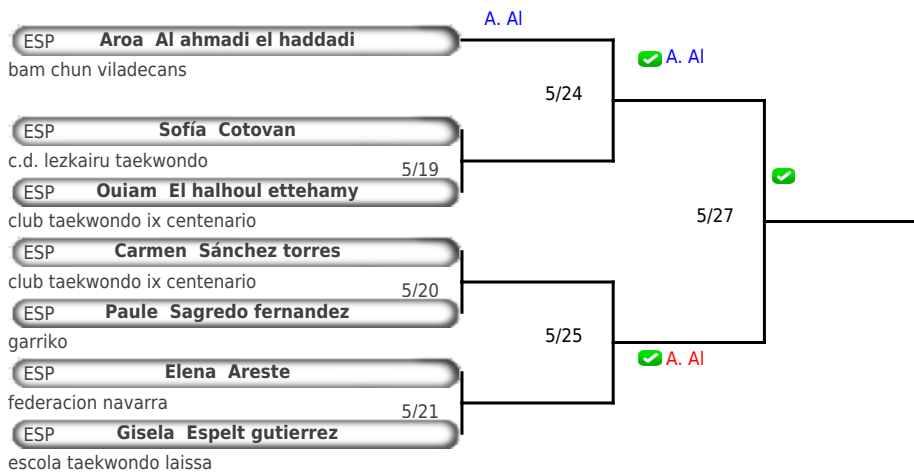 A. Al
ESP Aroa Al ahmadi el haddadi
A. Al
bam chun viladecans
5/24
ESP Sofía Cotovan
c.d. lezkairu taekwondo
5/19
ESP Ouiam El halhoul ettehamy
club taekwondo ix centenario
5/27
ESP Carmen Sánchez torres
club taekwondo ix centenario
5/20
ESP Paule Sagredo fernandez
garriko
5/25
A. Al
ESP Elena Areste
federacion navarra
5/21
ESP Gisela Espelt gutierrez
escola taekwondo laissa